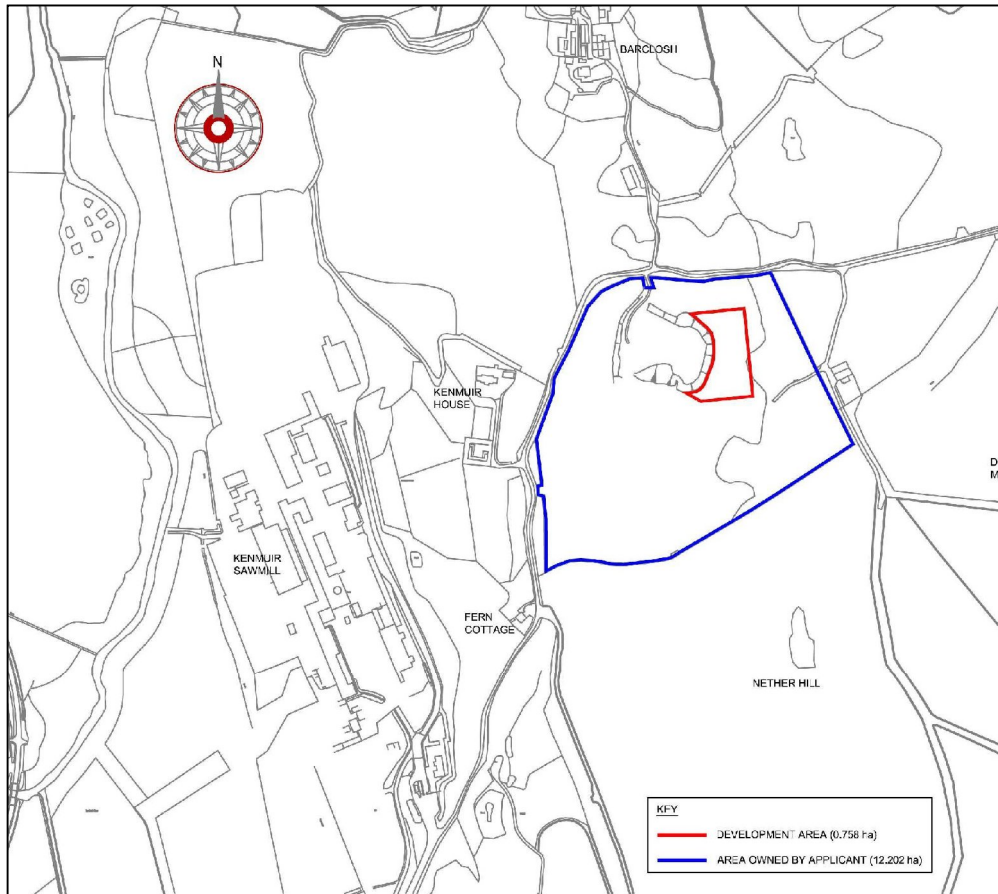 BARCLOSH
N
KENMUIR
HOUSE
D
M
KENMUIR
SAWMILL
FERN
COTTAGE
NETHER HILL
KEY
DEVELOPMENT AREA (0.758 ha)
AREA OWNED BY APPLICANT (12.202 ha)